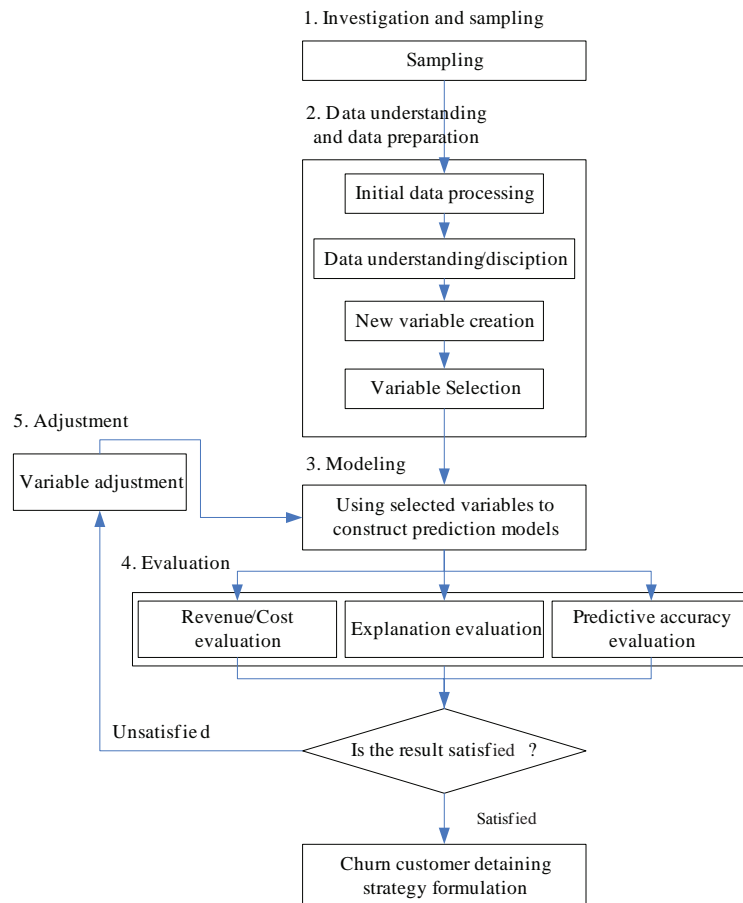 1. Investigation and sampling
Sampling
2. Data understanding
and data preparation
Initial data processing
Data understanding/disciption
New variable creation
Variable Selection
5. Adjustment
Variable adjustment
3. Modeling
Using selected variables to
construct prediction models
4. Evaluation
Revenue/Cost
evaluation
Explanation evaluation
Predictive accuracy
evaluation
Unsatisfied
Is the result satisfied ?
Satisfied
Churn customer detaining
strategy formulation